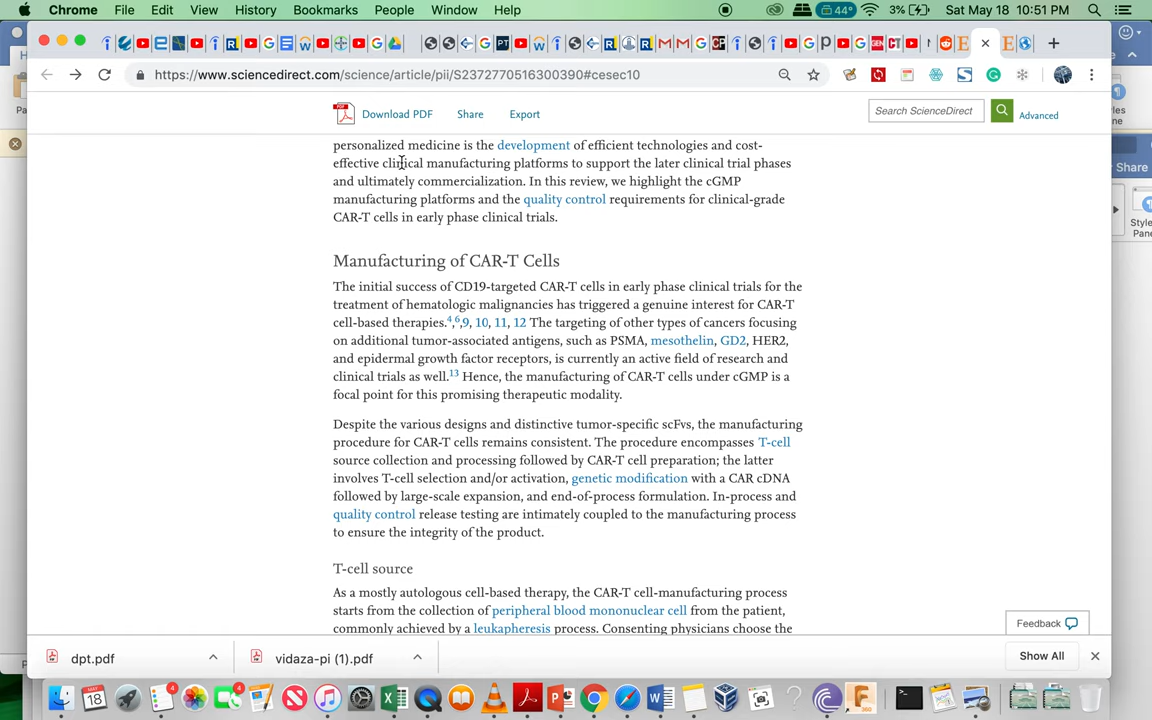 Chrome File Edit View History Bookmarks People Window Help 44° 3% Sat May 18 10:51 PM
https://www.sciencedirect.com/science/article/pii/S2372770516300390#cesec10
Download PDF Share Export Search ScienceDirect Advanced
personalized medicine is the development of efficient technologies and cost-
effective clinical manufacturing platforms to support the later clinical trial phases
and ultimately commercialization. In this review, we highlight the cGMP
manufacturing platforms and the quality control requirements for clinical-grade
CAR-T cells in early phase clinical trials.
Manufacturing of CAR-T Cells
The initial success of CD19-targeted CAR-T cells in early phase clinical trials for the
treatment of hematologic malignancies has triggered a genuine interest for CAR-T
cell-based therapies.4,6,9, 10, 11, 12 The targeting of other types of cancers focusing
on additional tumor-associated antigens, such as PSMA, mesothelin, GD2, HER2,
and epidermal growth factor receptors, is currently an active field of research and
clinical trials as well.13 Hence, the manufacturing of CAR-T cells under cGMP is a
focal point for this promising therapeutic modality.
Despite the various designs and distinctive tumor-specific scFvs, the manufacturing
procedure for CAR-T cells remains consistent. The procedure encompasses T-cell
source collection and processing followed by CAR-T cell preparation; the latter
involves T-cell selection and/or activation, genetic modification with a CAR cDNA
followed by large-scale expansion, and end-of-process formulation. In-process and
quality control release testing are intimately coupled to the manufacturing process
to ensure the integrity of the product.
T-cell source
As a mostly autologous cell-based therapy, the CAR-T cell-manufacturing process
starts from the collection of peripheral blood mononuclear cell from the patient,
commonly achieved by a leukapheresis process. Consenting physicians choose the
Feedback
dpt.pdf vidaza-pi (1).pdf Show All
Share